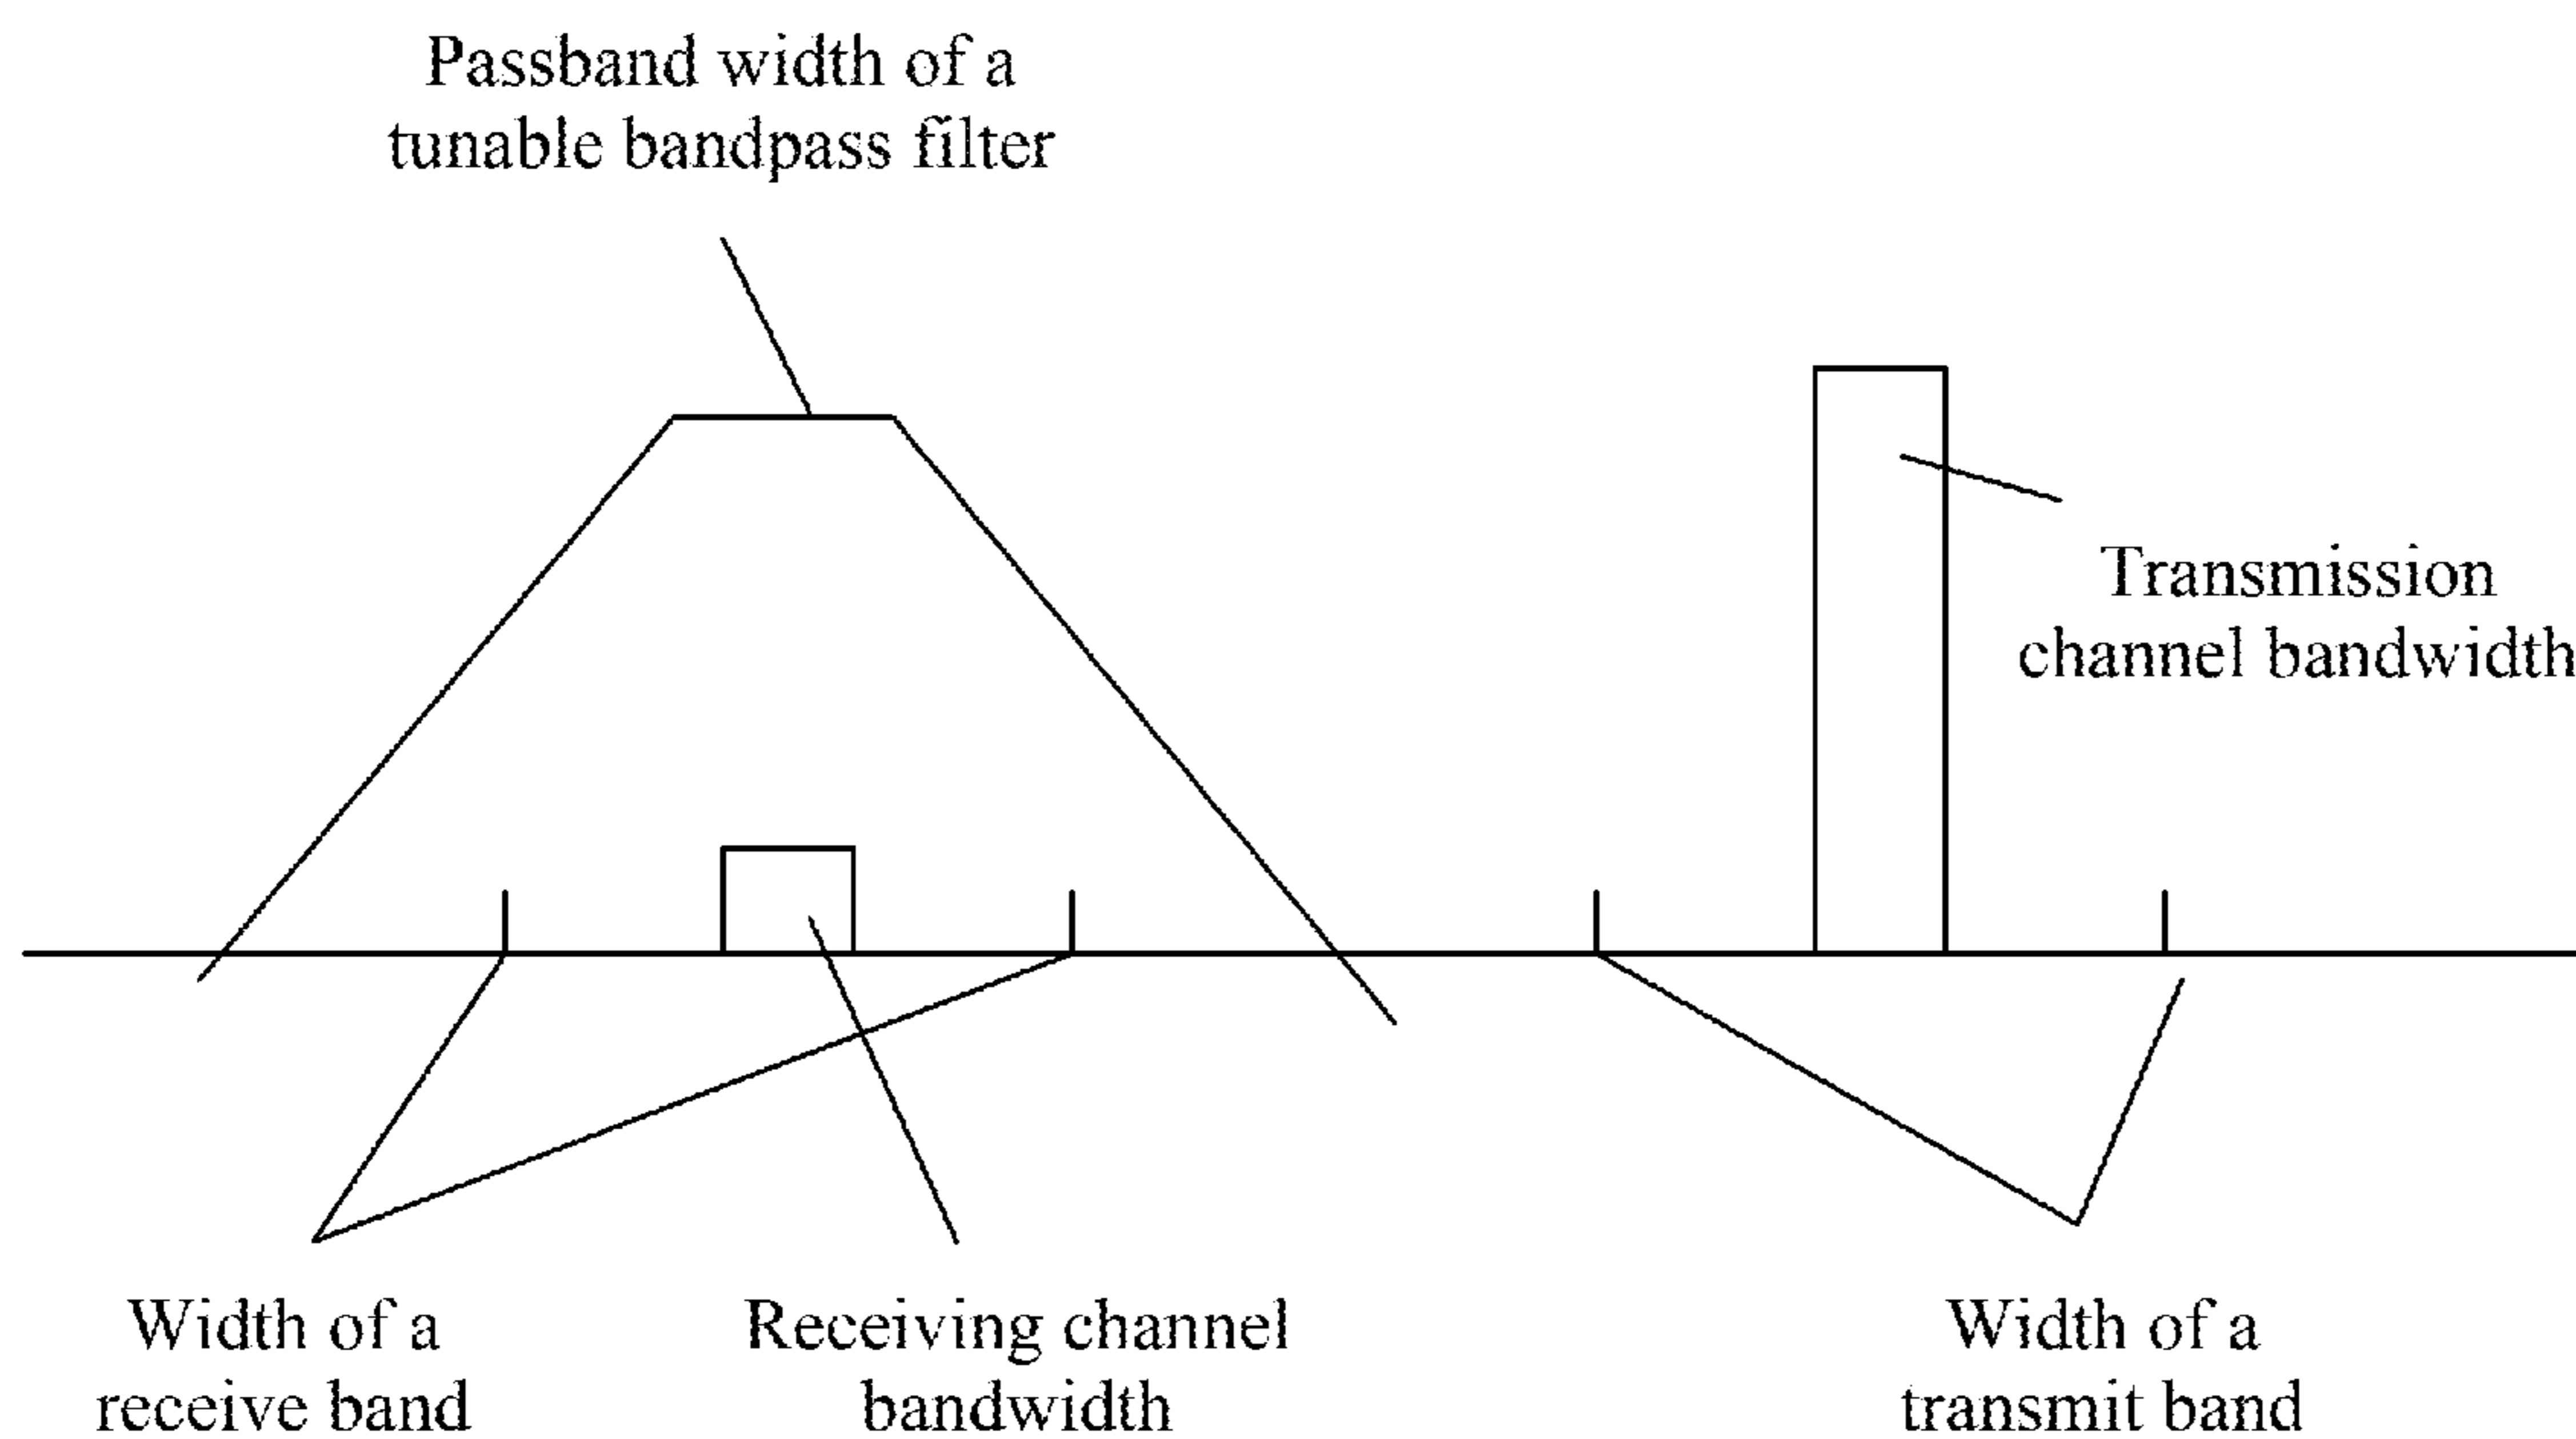 Passband width of a
tunable bandpass filter
Transmission
channel bandwidth
Width of a
receive band
Receiving channel
bandwidth
Width of a
transmit band